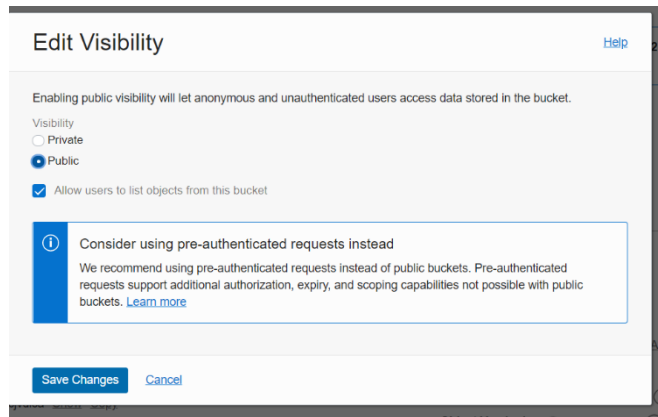 Edit Visibility
Help
2
Enabling public visibility will let anonymous and unauthenticated users access data stored in the bucket.
Visibility
Private
Public
Allow users to list objects from this bucket
Consider using pre-authenticated requests instead
We recommend using pre-authenticated requests instead of public buckets. Pre-authenticated
requests support additional authorization, expiry, and scoping capabilities not possible with public
buckets. Learn more
Save Changes
Cancel